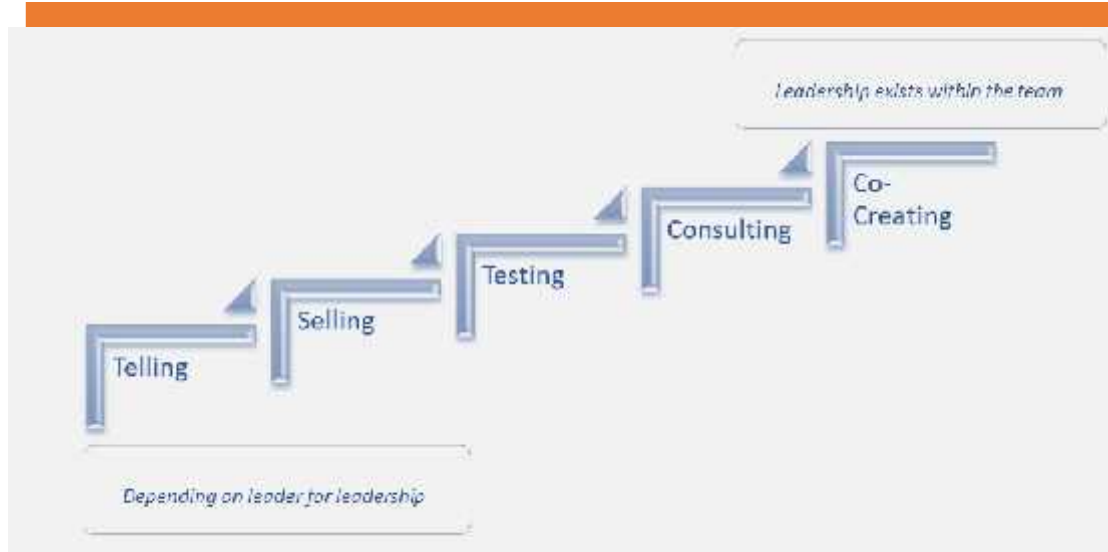 Leadership exists within the team
Co-
Creating
Consulting
Testing
Selling
Telling
Depending on leader for leadership